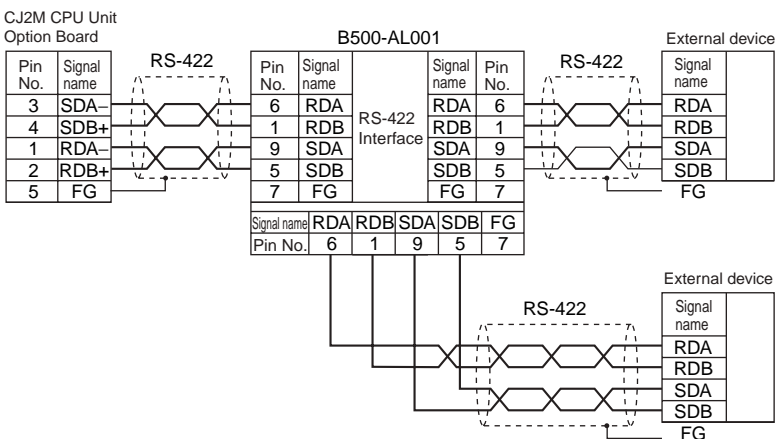 CJ2M CPU Unit
Option Board
Pin No. Signal name
3 SDA–
4 SDB+
1 RDA–
2 RDB+
5 FG
RS-422
B500-AL001
Pin No. Signal name RS-422 Interface Signal name Pin No.
6 RDA RDA 6
1 RDB RDB 1
9 SDA SDA 9
5 SDB SDB 5
7 FG FG 7
Signal name RDA RDB SDA SDB FG
Pin No. 6 1 9 5 7
RS-422
External device
Signal name
RDA
RDB
SDA
SDB
FG
RS-422
External device
Signal name
RDA
RDB
SDA
SDB
FG